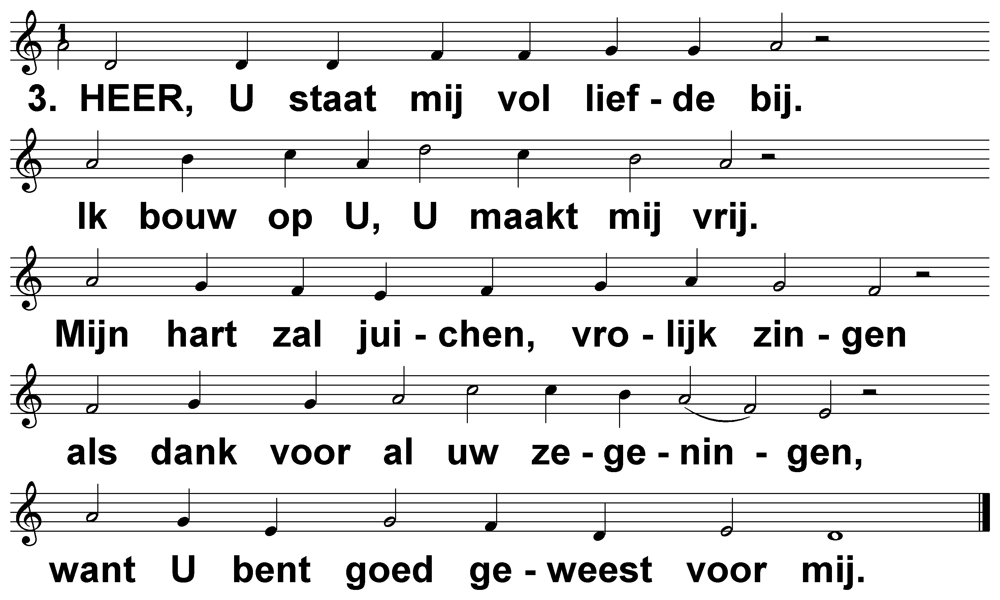 1
3. HEER, U staat mij vol lief - de bij.
Ik bouw op U, U maakt mij vrij.
Mijn hart zal jui - chen, vro - lijk zin - gen
als dank voor al uw ze - ge - nin - gen,
want U bent goed ge - weest voor mij.